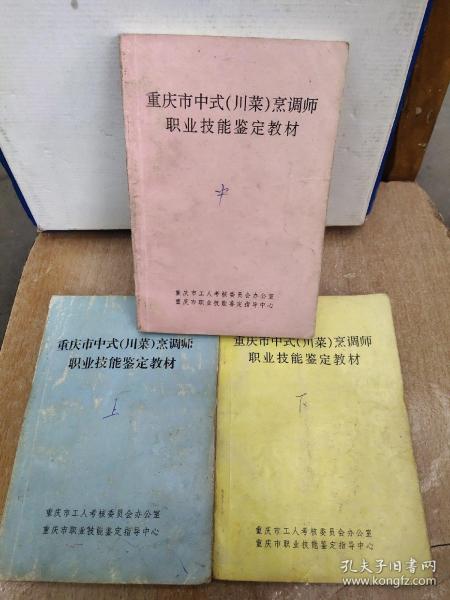 重庆市中式(川菜)烹调师
职业技能鉴定教材
中
重庆市工人考核委员会办公室
重庆市职业技能鉴定指导中心
重庆市中式(川菜)烹调师
职业技能鉴定教材
上
重庆市工人考核委员会办公室
重庆市职业技能鉴定指导中心
重庆市中式(川菜)烹调师
职业技能鉴定教材
下
重庆市工人考核委员会办公室
重庆市职业技能鉴定指导中心
孔夫子旧书网
www.kongfz.com